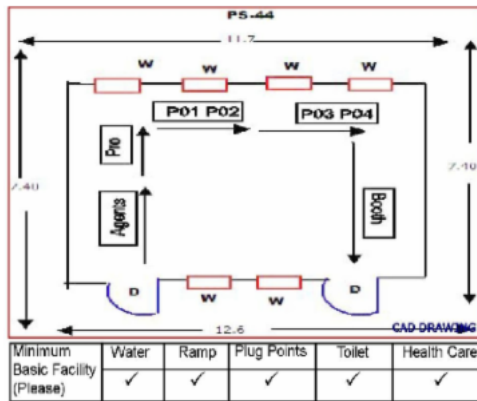 PS-44
11.7
W W W W
P01 P02 P03 P04
Pro
7.40 7.40
Agents
Booth
D W W D
12.6
CAD DRAWING
Minimum Basic Facility (Please) Water Ramp Plug Points Toilet Health Care
✓ ✓ ✓ ✓ ✓